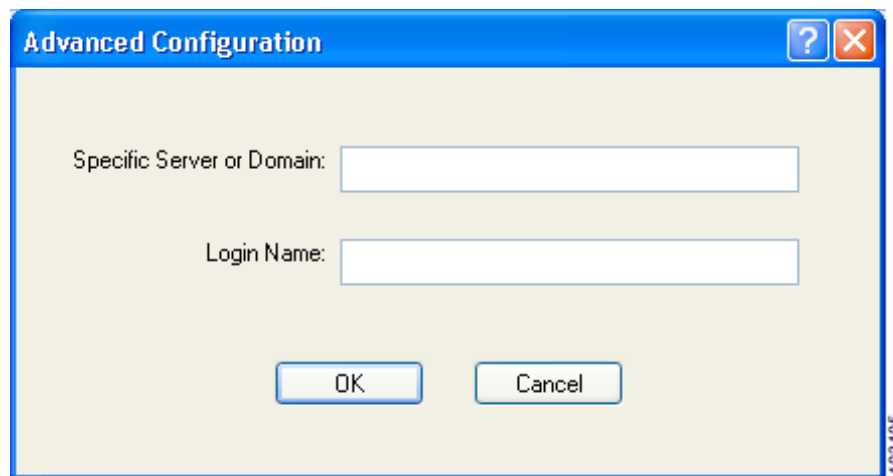 Advanced Configuration
?
Specific Server or Domain:
Login Name:
OK
Cancel